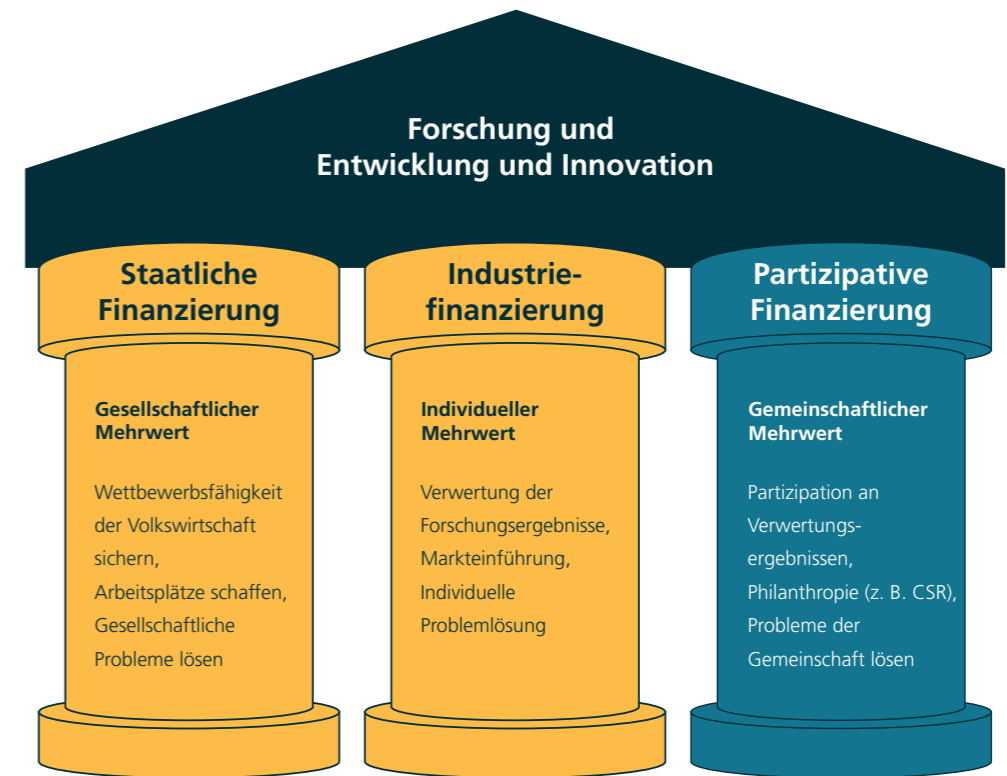 Forschung und
Entwicklung und Innovation
Staatliche
Finanzierung
Gesellschaftlicher
Mehrwert
Wettbewerbsfähigkeit
der Volkswirtschaft
sichern,
Arbeitsplätze schaffen,
Gesellschaftliche
Probleme lösen
Industrie-
finanzierung
Individueller
Mehrwert
Verwertung der
Forschungsergebnisse,
Markteinführung,
Individuelle
Problemlösung
Partizipative
Finanzierung
Gemeinschaftlicher
Mehrwert
Partizipation an
Verwertungs-
ergebnissen,
Philanthropie (z. B. CSR),
Probleme der
Gemeinschaft lösen